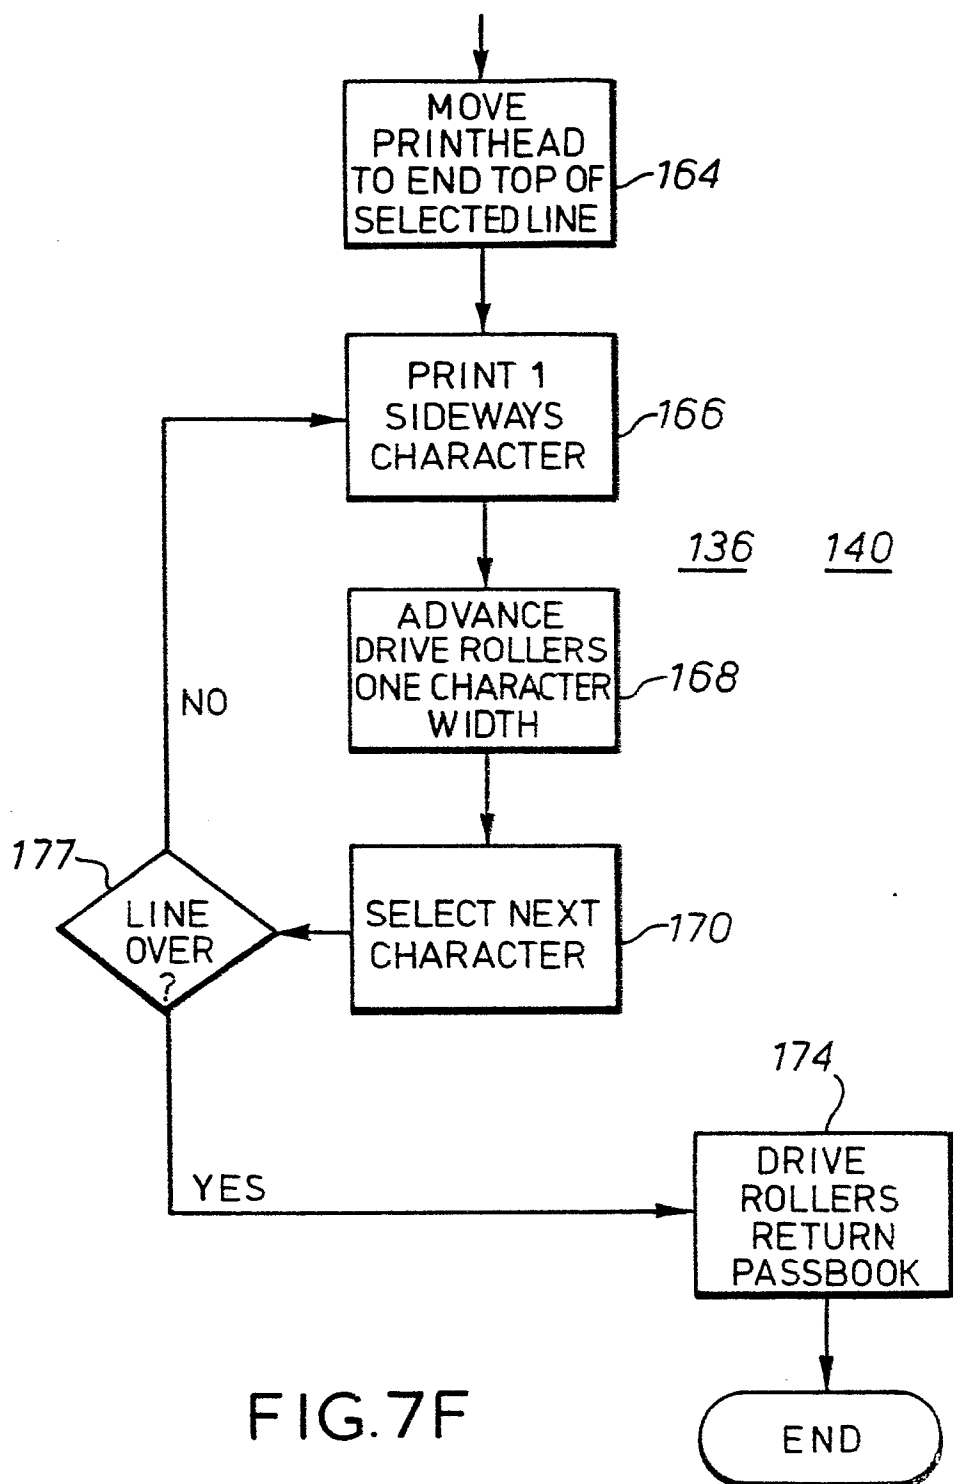 MOVE
PRINTHEAD
TO END TOP OF
SELECTED LINE
164
PRINT 1
SIDEWAYS
CHARACTER
166
136 140
ADVANCE
DRIVE ROLLERS
ONE CHARACTER
WIDTH
168
NO
177
LINE
OVER
?
SELECT NEXT
CHARACTER
170
174
YES
DRIVE
ROLLERS
RETURN
PASSBOOK
FIG. 7F
END